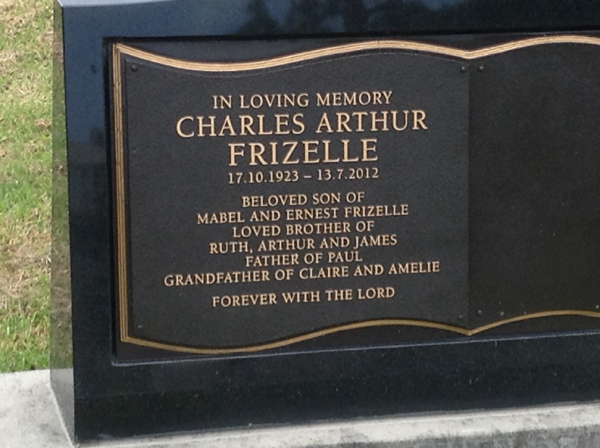 IN LOVING MEMORY
CHARLES ARTHUR
FRIZELLE
17.10.1923 – 13.7.2012
BELOVED SON OF
MABEL AND ERNEST FRIZELLE
LOVED BROTHER OF
RUTH, ARTHUR AND JAMES
FATHER OF PAUL
GRANDFATHER OF CLAIRE AND AMELIE
FOREVER WITH THE LORD